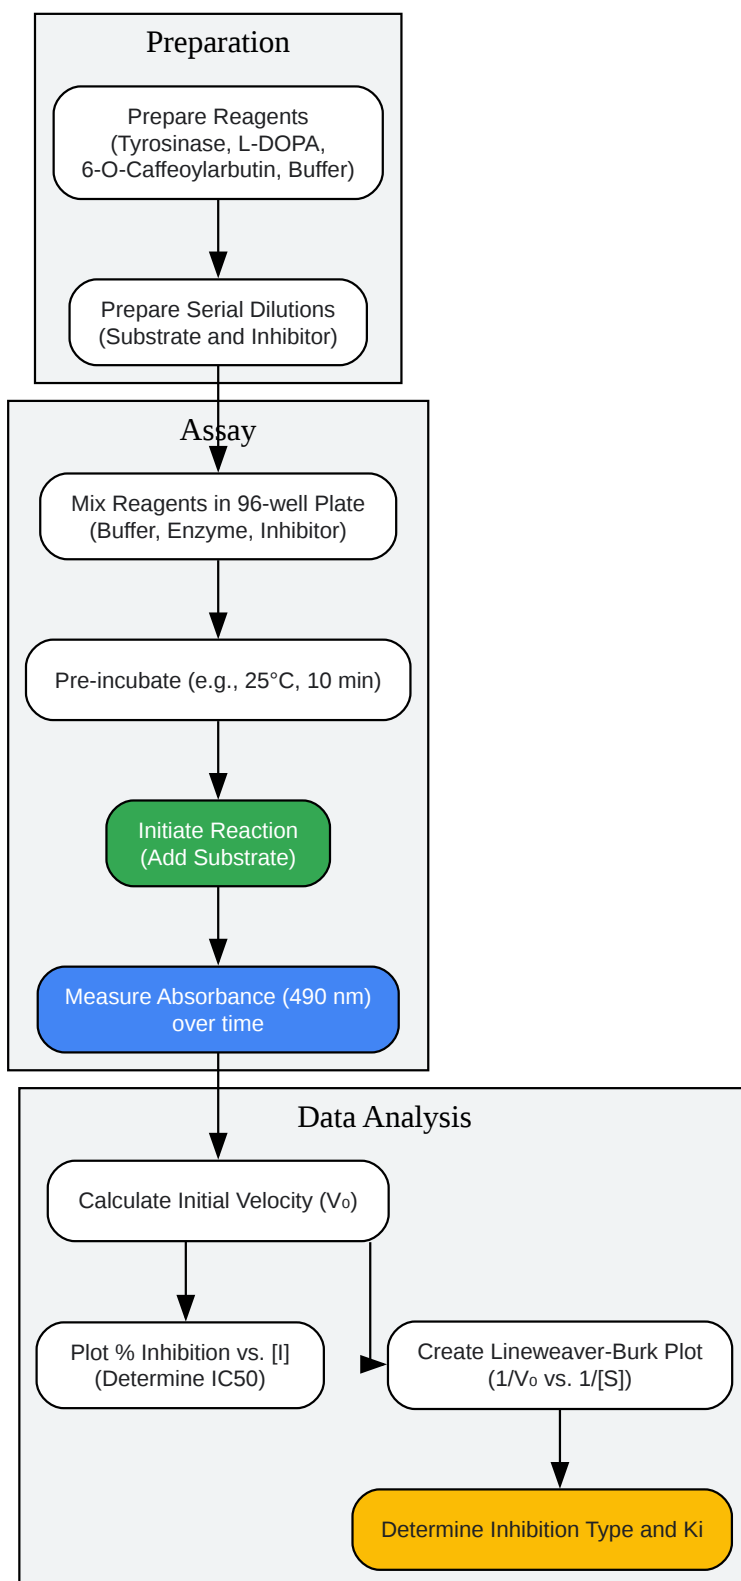 Preparation
Prepare Reagents
(Tyrosinase, L-DOPA,
6-O-Caffeoylarbutin, Buffer)
Prepare Serial Dilutions
(Substrate and Inhibitor)
Assay
Mix Reagents in 96-well Plate
(Buffer, Enzyme, Inhibitor)
Pre-incubate (e.g., 25°C, 10 min)
Initiate Reaction
(Add Substrate)
Measure Absorbance (490 nm)
over time
Data Analysis
Calculate Initial Velocity (V₀)
Plot % Inhibition vs. [I]
(Determine IC50)
Create Lineweaver-Burk Plot
(1/V₀ vs. 1/[S])
Determine Inhibition Type and Ki